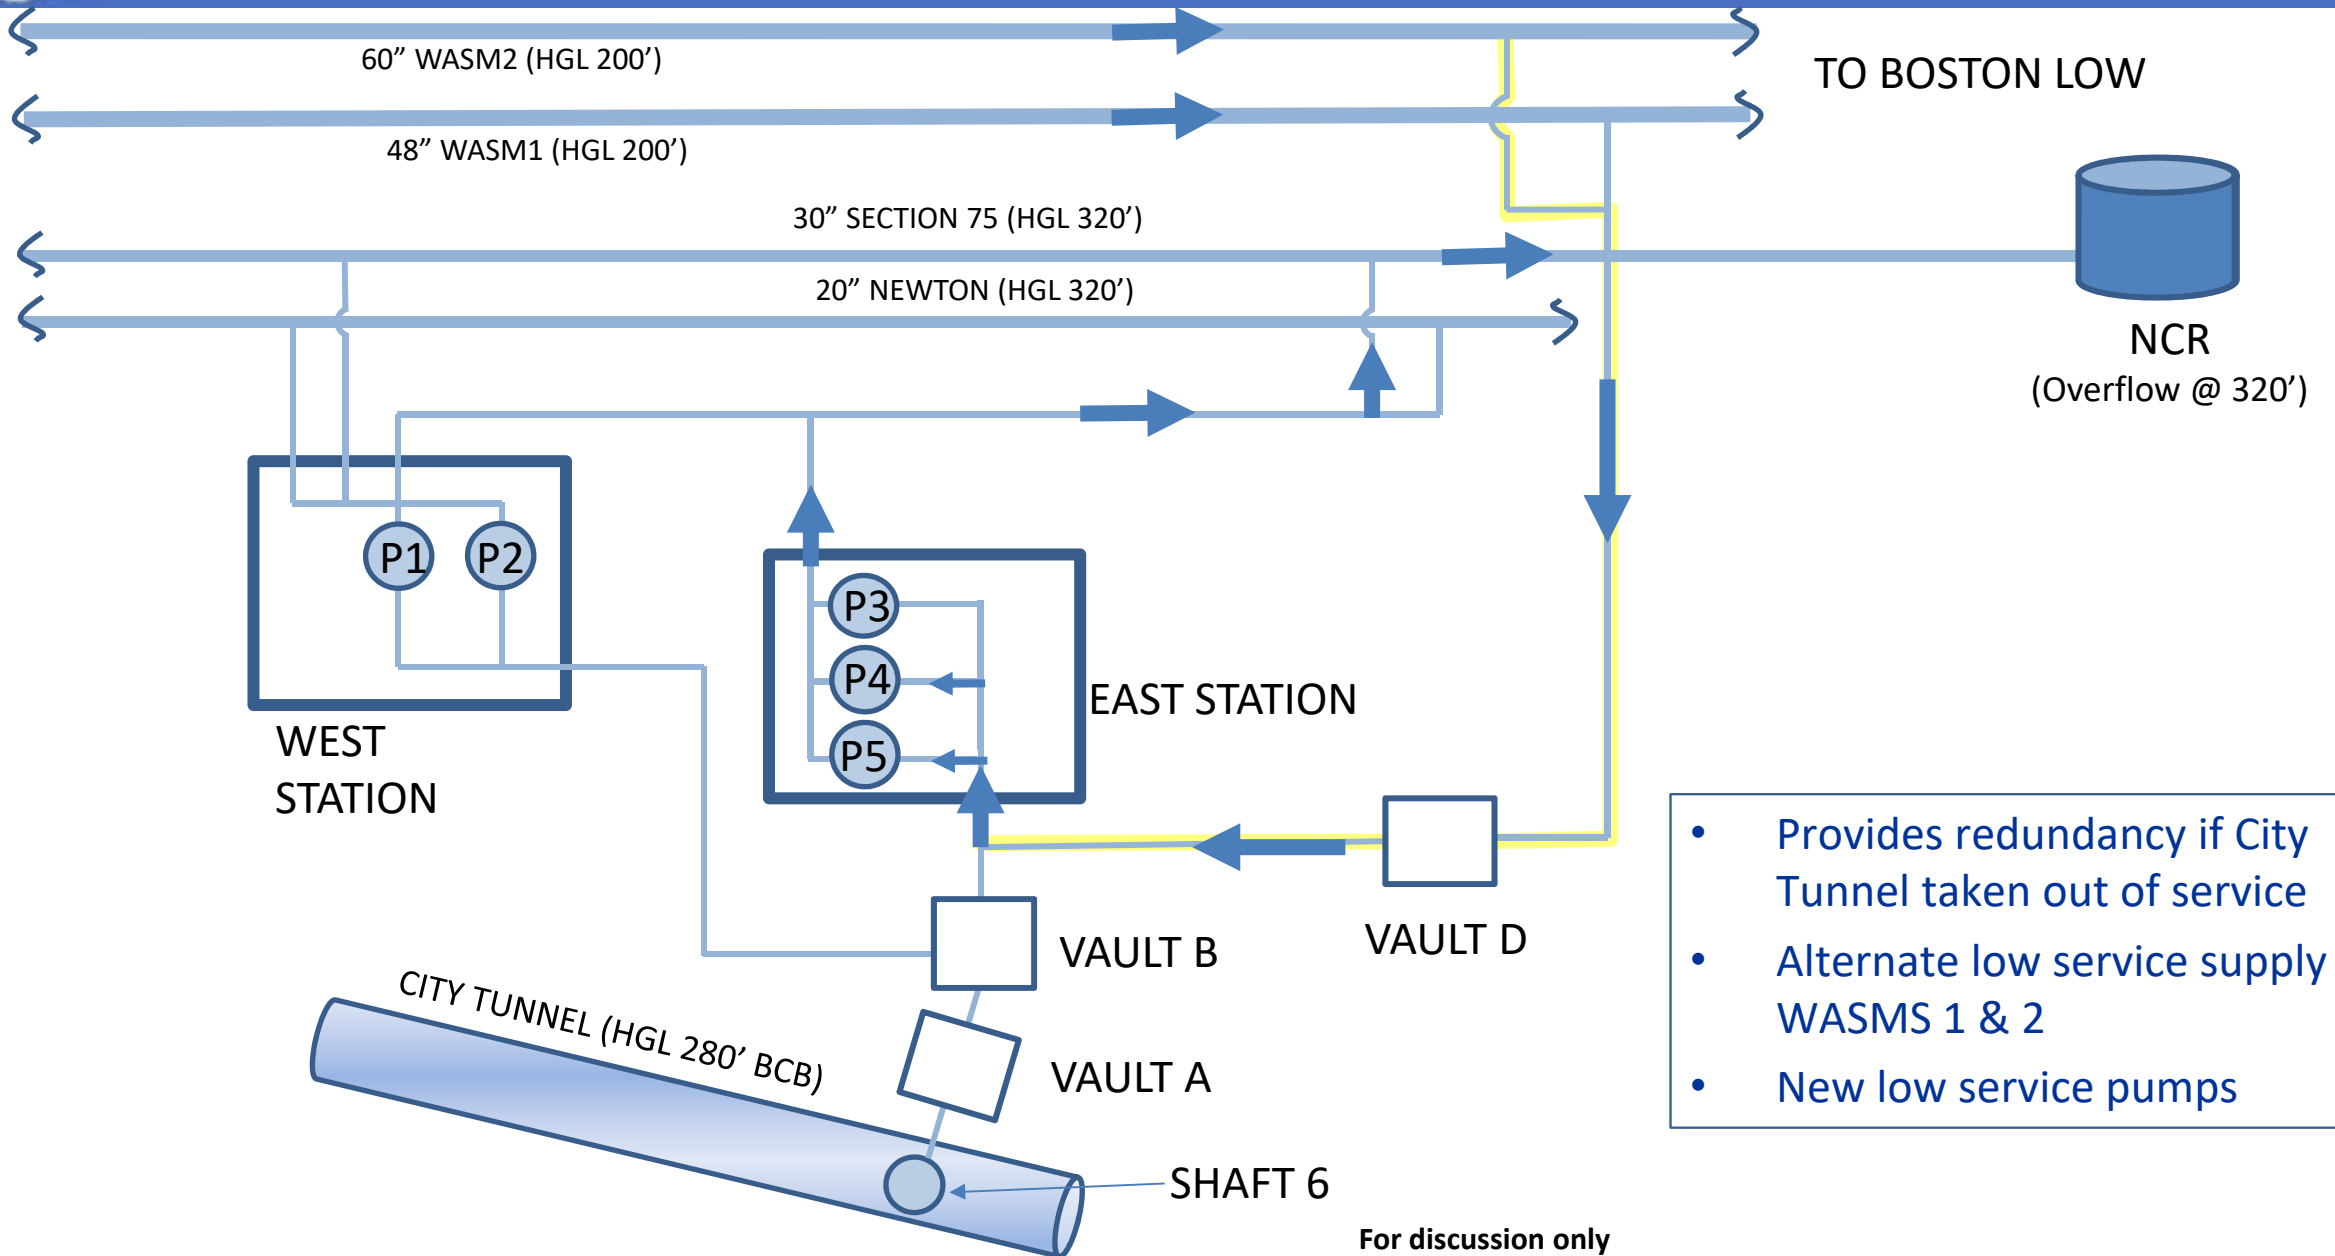 60” WASM2 (HGL 200’)
TO BOSTON LOW
48” WASM1 (HGL 200’)
30” SECTION 75 (HGL 320’)
20” NEWTON (HGL 320’)
NCR
(Overflow @ 320’)
P1
P2
P3
P4
P5
EAST STATION
WEST
STATION
VAULT B
VAULT D
CITY TUNNEL (HGL 280’ BCB)
VAULT A
SHAFT 6
• Provides redundancy if City
Tunnel taken out of service
• Alternate low service supply
WASMS 1 & 2
• New low service pumps
For discussion only